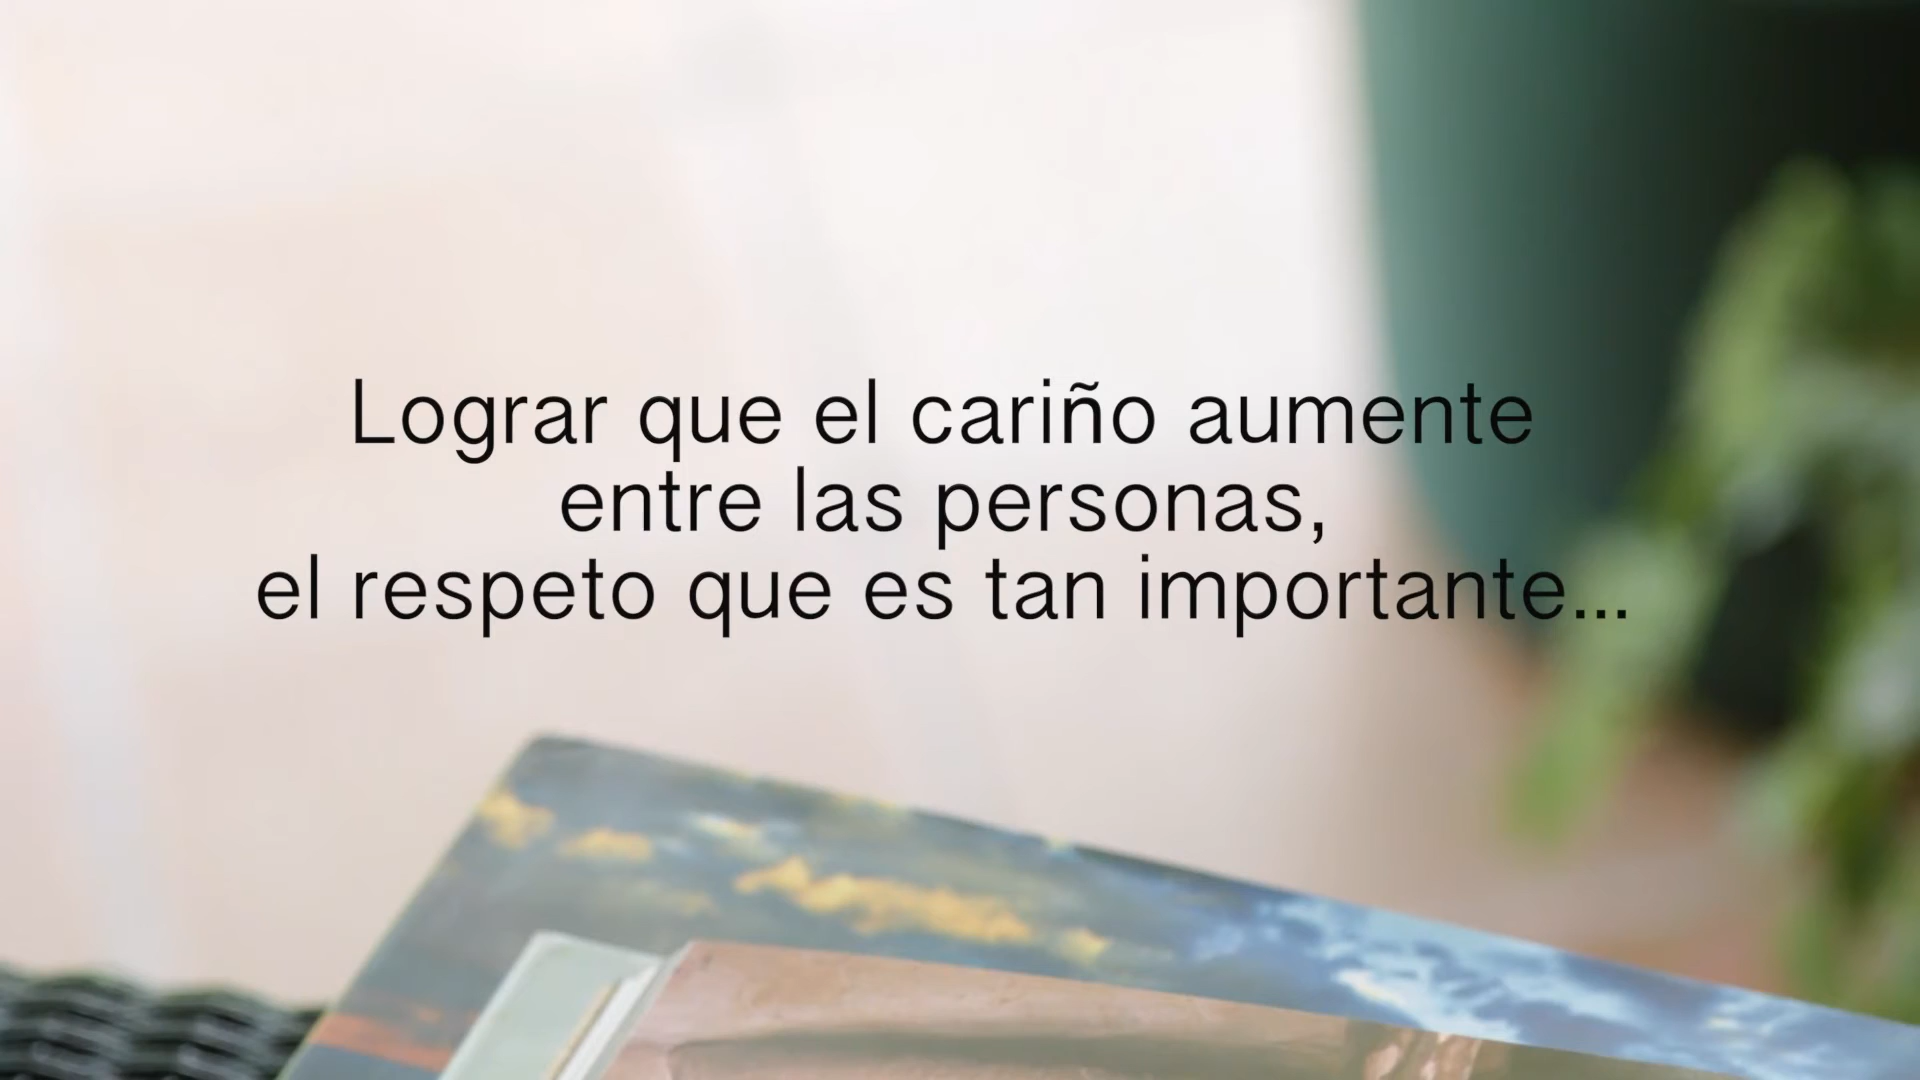 Lograr que el cariño aumente
entre las personas,
el respeto que es tan importante...